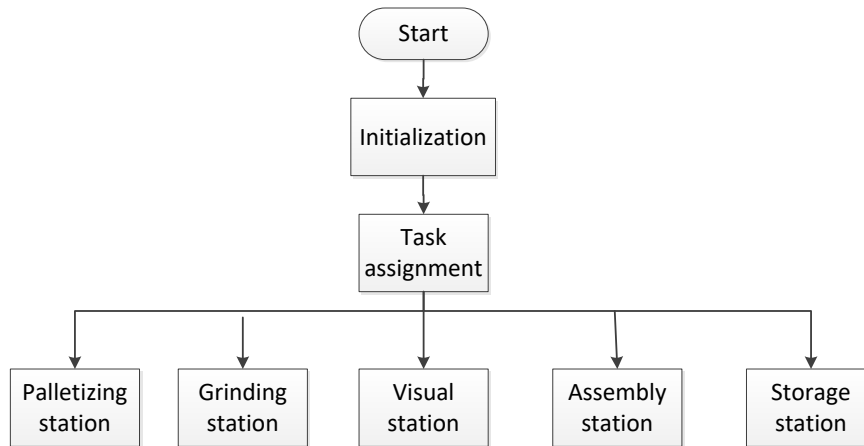 Start
Initialization
Task
assignment
Palletizing
station
Grinding
station
Visual
station
Assembly
station
Storage
station